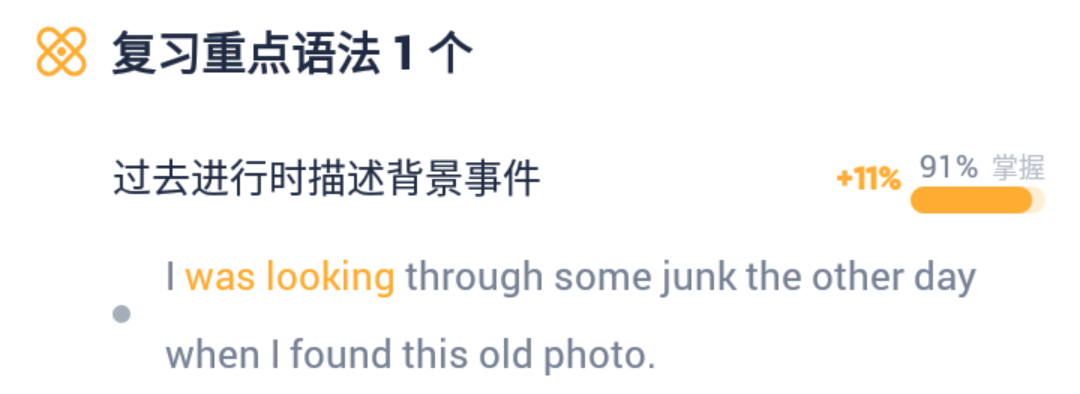 复习重点语法 1 个
过去进行时描述背景事件
+11% 91% 掌握
I was looking through some junk the other day
when I found this old photo.